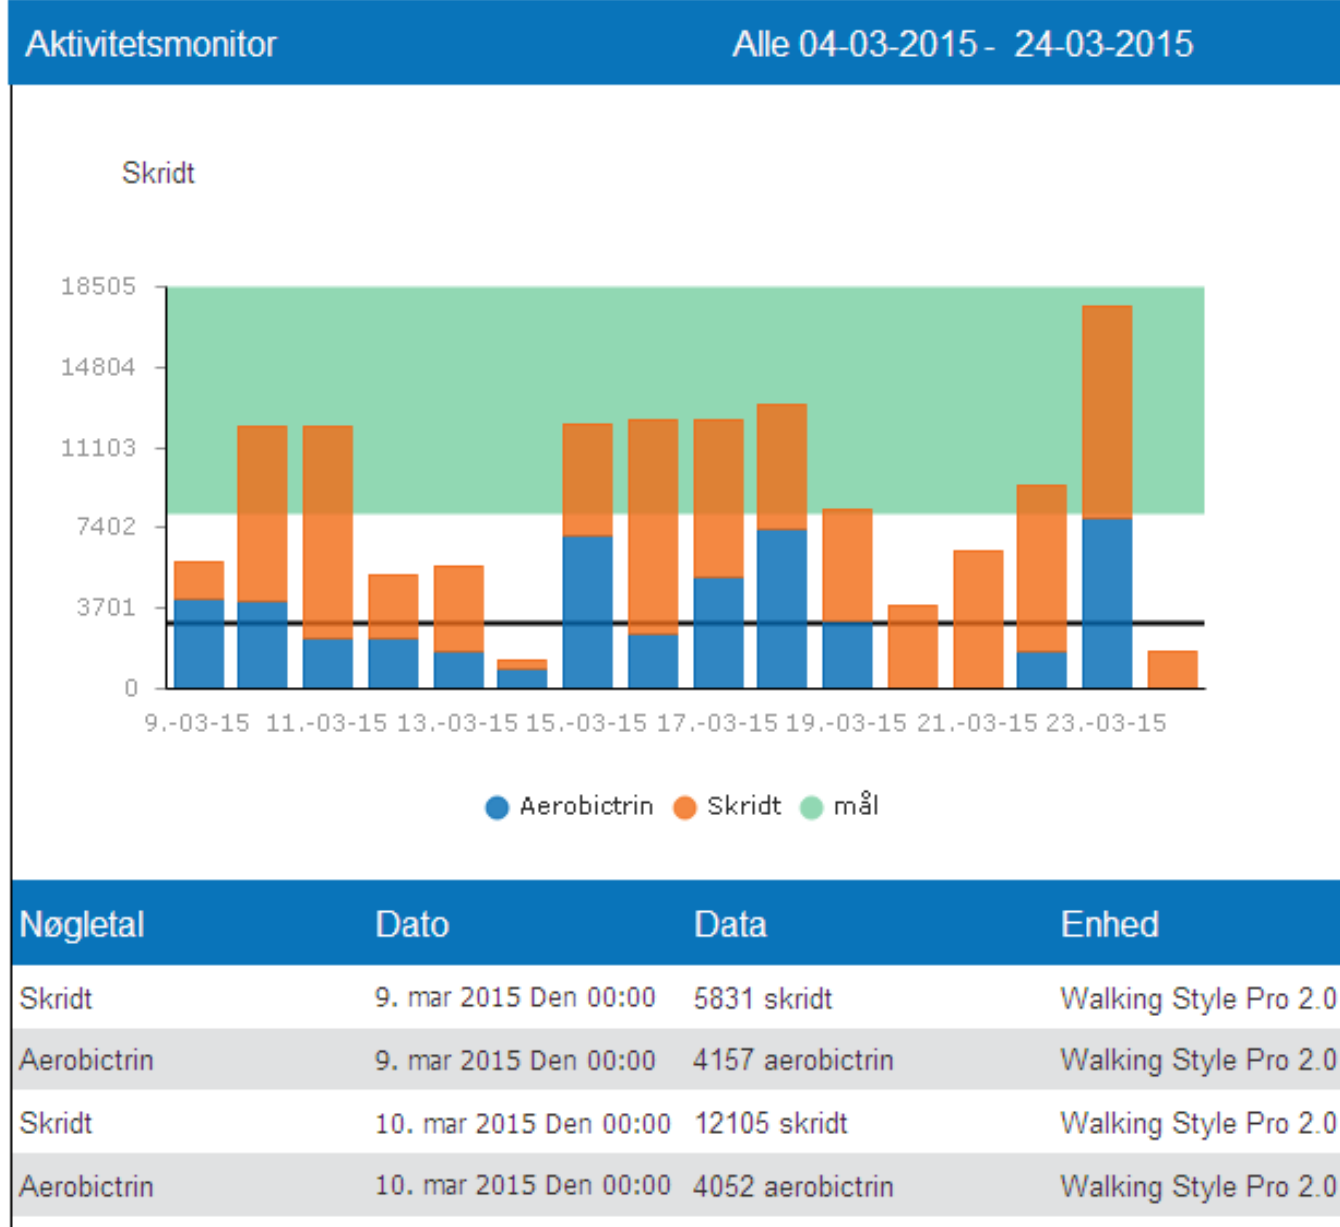 Aktivitetsmonitor Alle 04-03-2015 - 24-03-2015
Skridt
18505
14804
11103
7402
3701
0
9.-03-15 11.-03-15 13.-03-15 15.-03-15 17.-03-15 19.-03-15 21.-03-15 23.-03-15
Aerobictrin Skridt mål
Nøgletal Dato Data Enhed
Skridt 9. mar 2015 Den 00:00 5831 skridt Walking Style Pro 2.0
Aerobictrin 9. mar 2015 Den 00:00 4157 aerobictrin Walking Style Pro 2.0
Skridt 10. mar 2015 Den 00:00 12105 skridt Walking Style Pro 2.0
Aerobictrin 10. mar 2015 Den 00:00 4052 aerobictrin Walking Style Pro 2.0